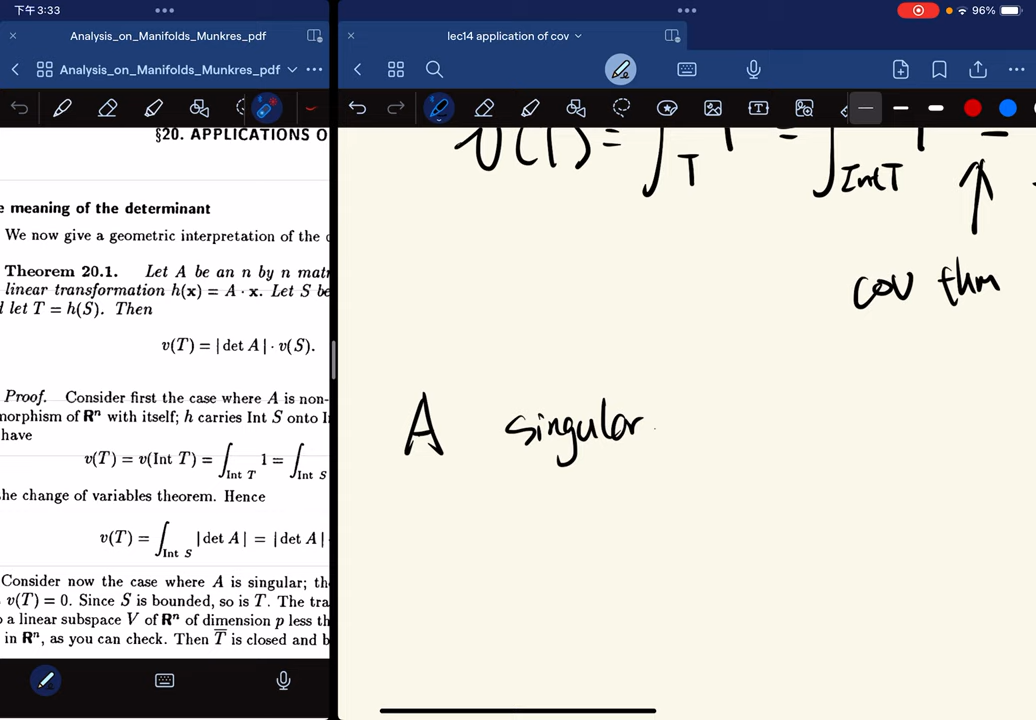 下午3:33
96%
Analysis_on_Manifolds_Munkres_pdf
lec14 application of cov
Analysis_on_Manifolds_Munkres_pdf
§20. APPLICATIONS O
e meaning of the determinant
We now give a geometric interpretation of the
Theorem 20.1. Let A be an n by n matr
linear transformation h(x) = A · x. Let S be
d let T = h(S). Then
v(T) = | det A | · v(S).
Proof. Consider first the case where A is non-
morphism of Rⁿ with itself; h carries Int S onto I
have
v(T) = v(Int T) = ∫_{Int T} 1 = ∫_{Int S}
he change of variables theorem. Hence
v(T) = ∫_{Int S} | det A | = | det A |
Consider now the case where A is singular; th
v(T) = 0. Since S is bounded, so is T. The tra
o a linear subspace V of Rⁿ of dimension p less th
in Rⁿ, as you can check. Then T̅ is closed and b
v(T) = ∫_T 1 = ∫_{Int T} 1 =
cov thm
A singular